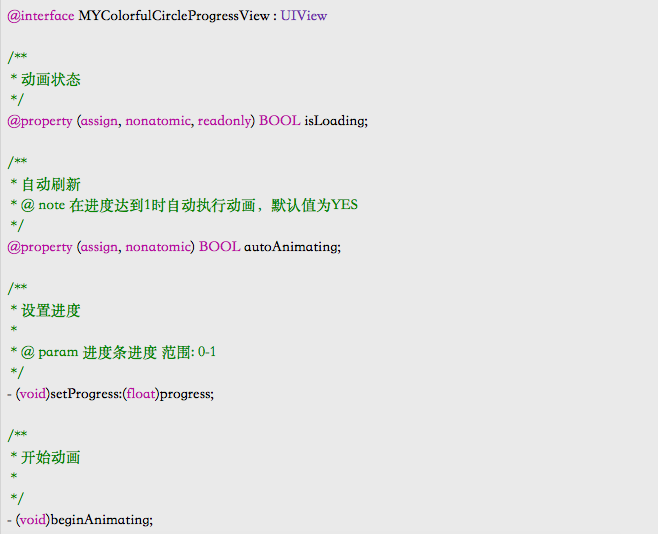 @interface MYColorfulCircleProgressView : UIView
/**
* 动画状态
*/
@property (assign, nonatomic, readonly) BOOL isLoading;
/**
* 自动刷新
* @ note 在进度达到1时自动执行动画，默认值为YES
*/
@property (assign, nonatomic) BOOL autoAnimating;
/**
* 设置进度
*
* @ param 进度条进度 范围: 0-1
*/
- (void)setProgress:(float)progress;
/**
* 开始动画
*
*/
- (void)beginAnimating;